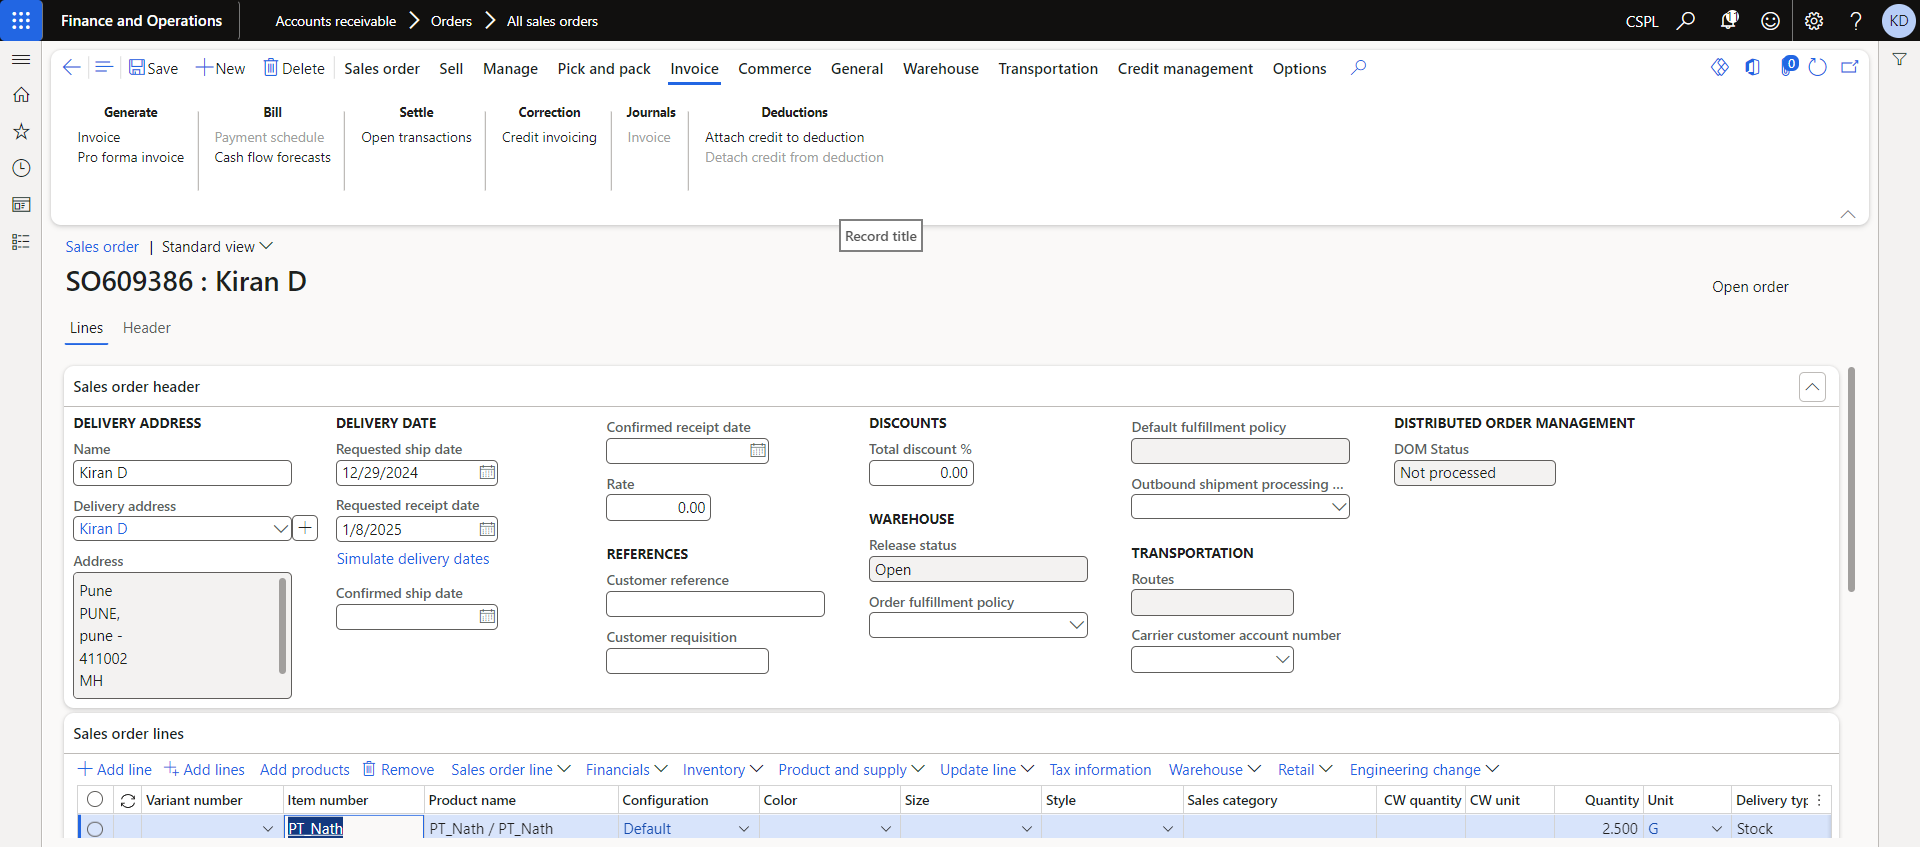 Finance and Operations
Accounts receivable
Orders
All sales orders
CSPL
11
KD
Save
New
Delete
Sales order
Sell
Manage
Pick and pack
Invoice
Commerce
General
Warehouse
Transportation
Credit management
Options
0
Generate
Invoice
Pro forma invoice
Bill
Payment schedule
Cash flow forecasts
Settle
Open transactions
Correction
Credit invoicing
Journals
Invoice
Deductions
Attach credit to deduction
Detach credit from deduction
Record title
Sales order | Standard view
SO609386 : Kiran D
Open order
Lines
Header
Sales order header
DELIVERY ADDRESS
Name
Kiran D
Delivery address
Kiran D
Address
Pune
PUNE,
pune -
411002
MH
DELIVERY DATE
Requested ship date
12/29/2024
Requested receipt date
1/8/2025
Simulate delivery dates
Confirmed ship date
Confirmed receipt date
Rate
0.00
REFERENCES
Customer reference
Customer requisition
DISCOUNTS
Total discount %
0.00
WAREHOUSE
Release status
Open
Order fulfillment policy
Default fulfillment policy
Outbound shipment processing ...
TRANSPORTATION
Routes
Carrier customer account number
DISTRIBUTED ORDER MANAGEMENT
DOM Status
Not processed
Sales order lines
Add line
Add lines
Add products
Remove
Sales order line
Financials
Inventory
Product and supply
Update line
Tax information
Warehouse
Retail
Engineering change
Variant number
Item number
Product name
Configuration
Color
Size
Style
Sales category
CW quantity
CW unit
Quantity
Unit
Delivery typ
PT_Nath
PT_Nath / PT_Nath
Default
2.500
G
Stock